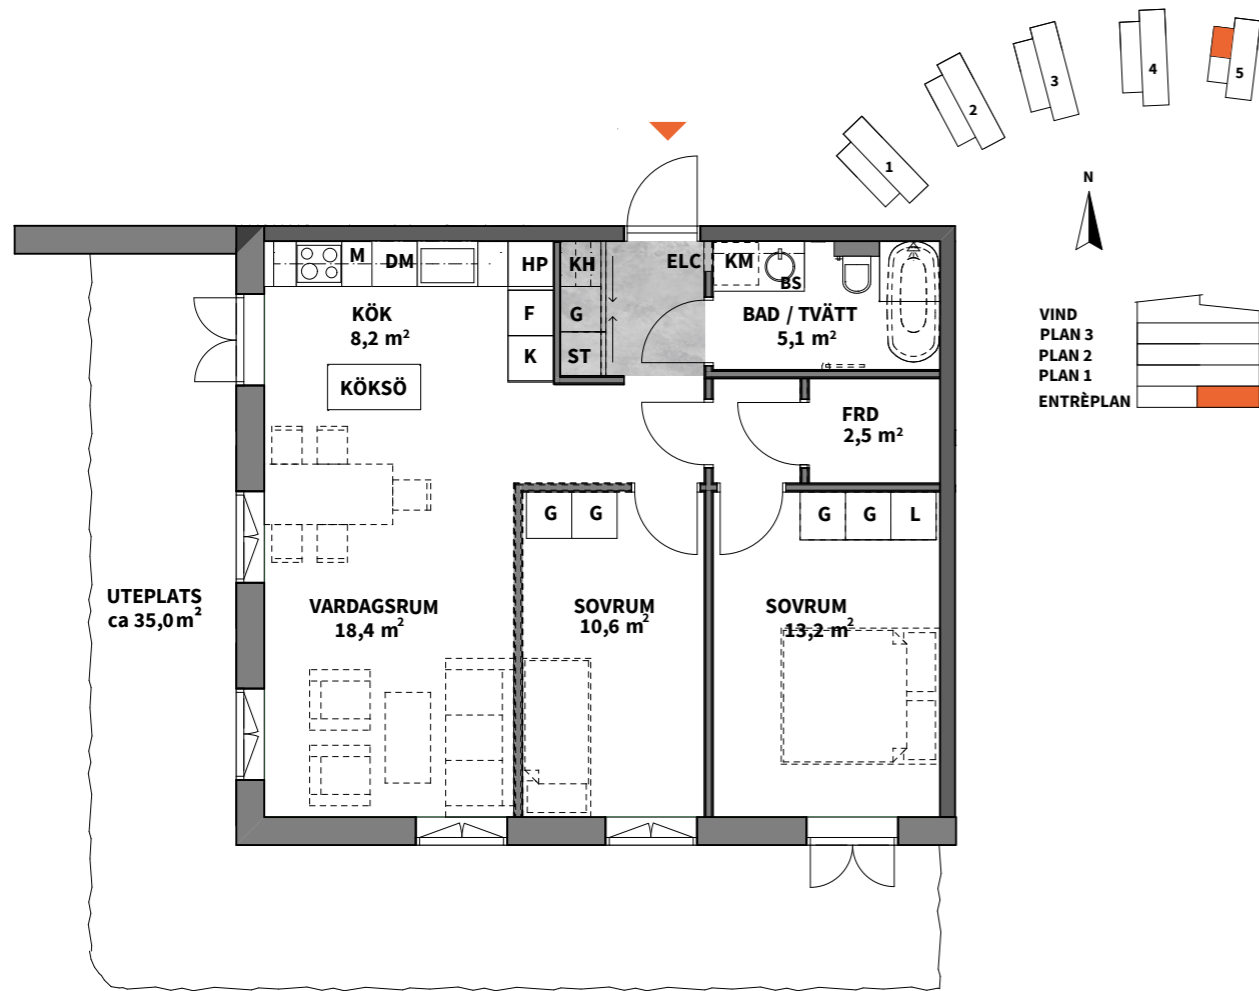 1
2
3
4
5
N
VIND
PLAN 3
PLAN 2
PLAN 1
ENTRÈPLAN
M
DM
HP
KH
ELC
KM
BS
KÖK
8,2 m²
F
G
BAD / TVÄTT
5,1 m²
K
ST
KÖKSÖ
FRD
2,5 m²
G
G
G
G
L
UTEPLATS
ca 35,0 m²
VARDAGSRUM
18,4 m²
SOVRUM
10,6 m²
SOVRUM
13,2 m²